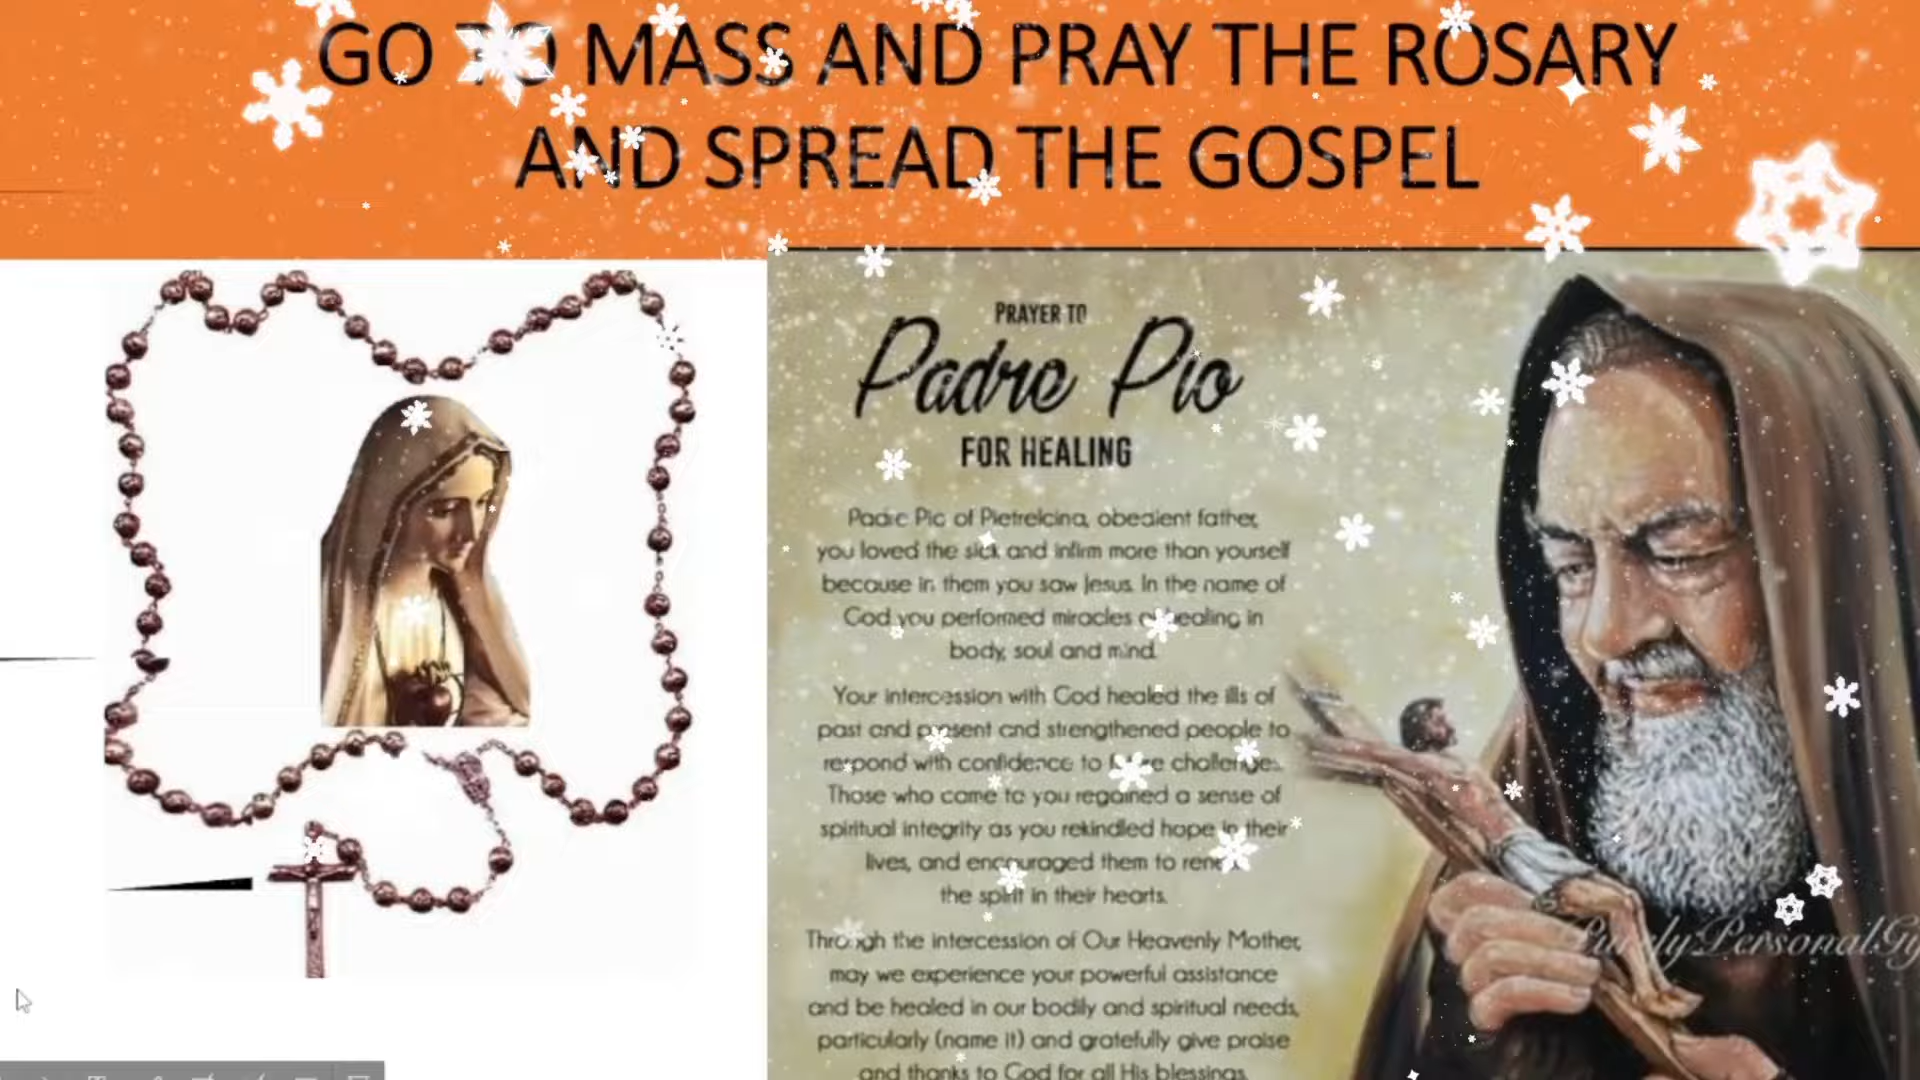 GO TO MASS AND PRAY THE ROSARY
AND SPREAD THE GOSPEL
PRAYER TO
Padre Pio
FOR HEALING
Padre Pio of Pietrelcina, obedient father,
you loved the sick and infirm more than yourself
because in them you saw Jesus. In the name of
God you performed miracles of healing in
body, soul and mind.
Your intercession with God healed the ills of
past and present and strengthened people to
respond with confidence to future challenges.
Those who came to you regained a sense of
spiritual integrity as you rekindled hope in their
lives, and encouraged them to renew
the spirit in their hearts.
Through the intercession of Our Heavenly Mother,
may we experience your powerful assistance
and be healed in our bodily and spiritual needs,
particularly (name it) and gratefully give praise
and thanks to God for all His blessings.
PurelyPersonalGy